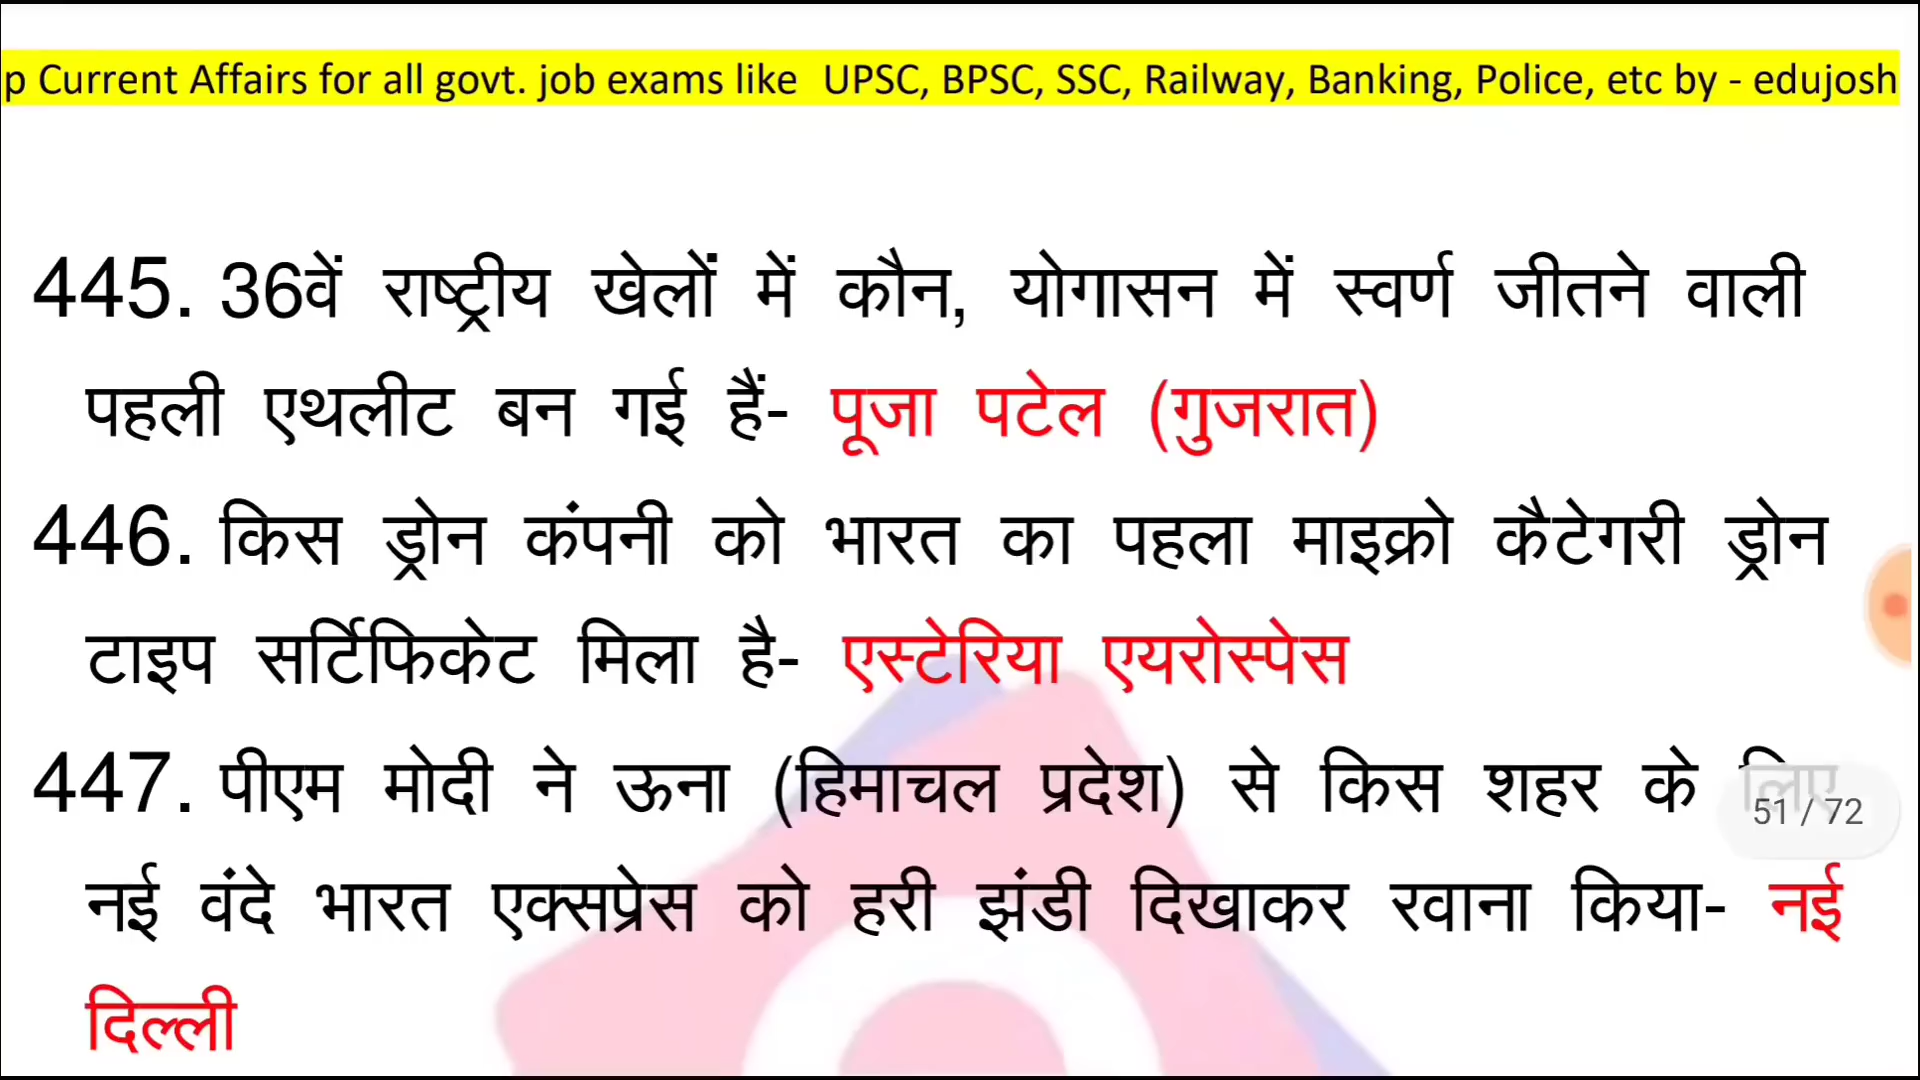 p Current Affairs for all govt. job exams like UPSC, BPSC, SSC, Railway, Banking, Police, etc by - edujosh
445. 36वें राष्ट्रीय खेलों में कौन, योगासन में स्वर्ण जीतने वाली
पहली एथलीट बन गई हैं- पूजा पटेल (गुजरात)
446. किस ड्रोन कंपनी को भारत का पहला माइक्रो कैटेगरी ड्रोन
टाइप सर्टिफिकेट मिला है- एस्टेरिया एयरोस्पेस
447. पीएम मोदी ने ऊना (हिमाचल प्रदेश) से किस शहर के लिए
51 / 72
नई वंदे भारत एक्सप्रेस को हरी झंडी दिखाकर रवाना किया- नई
दिल्ली